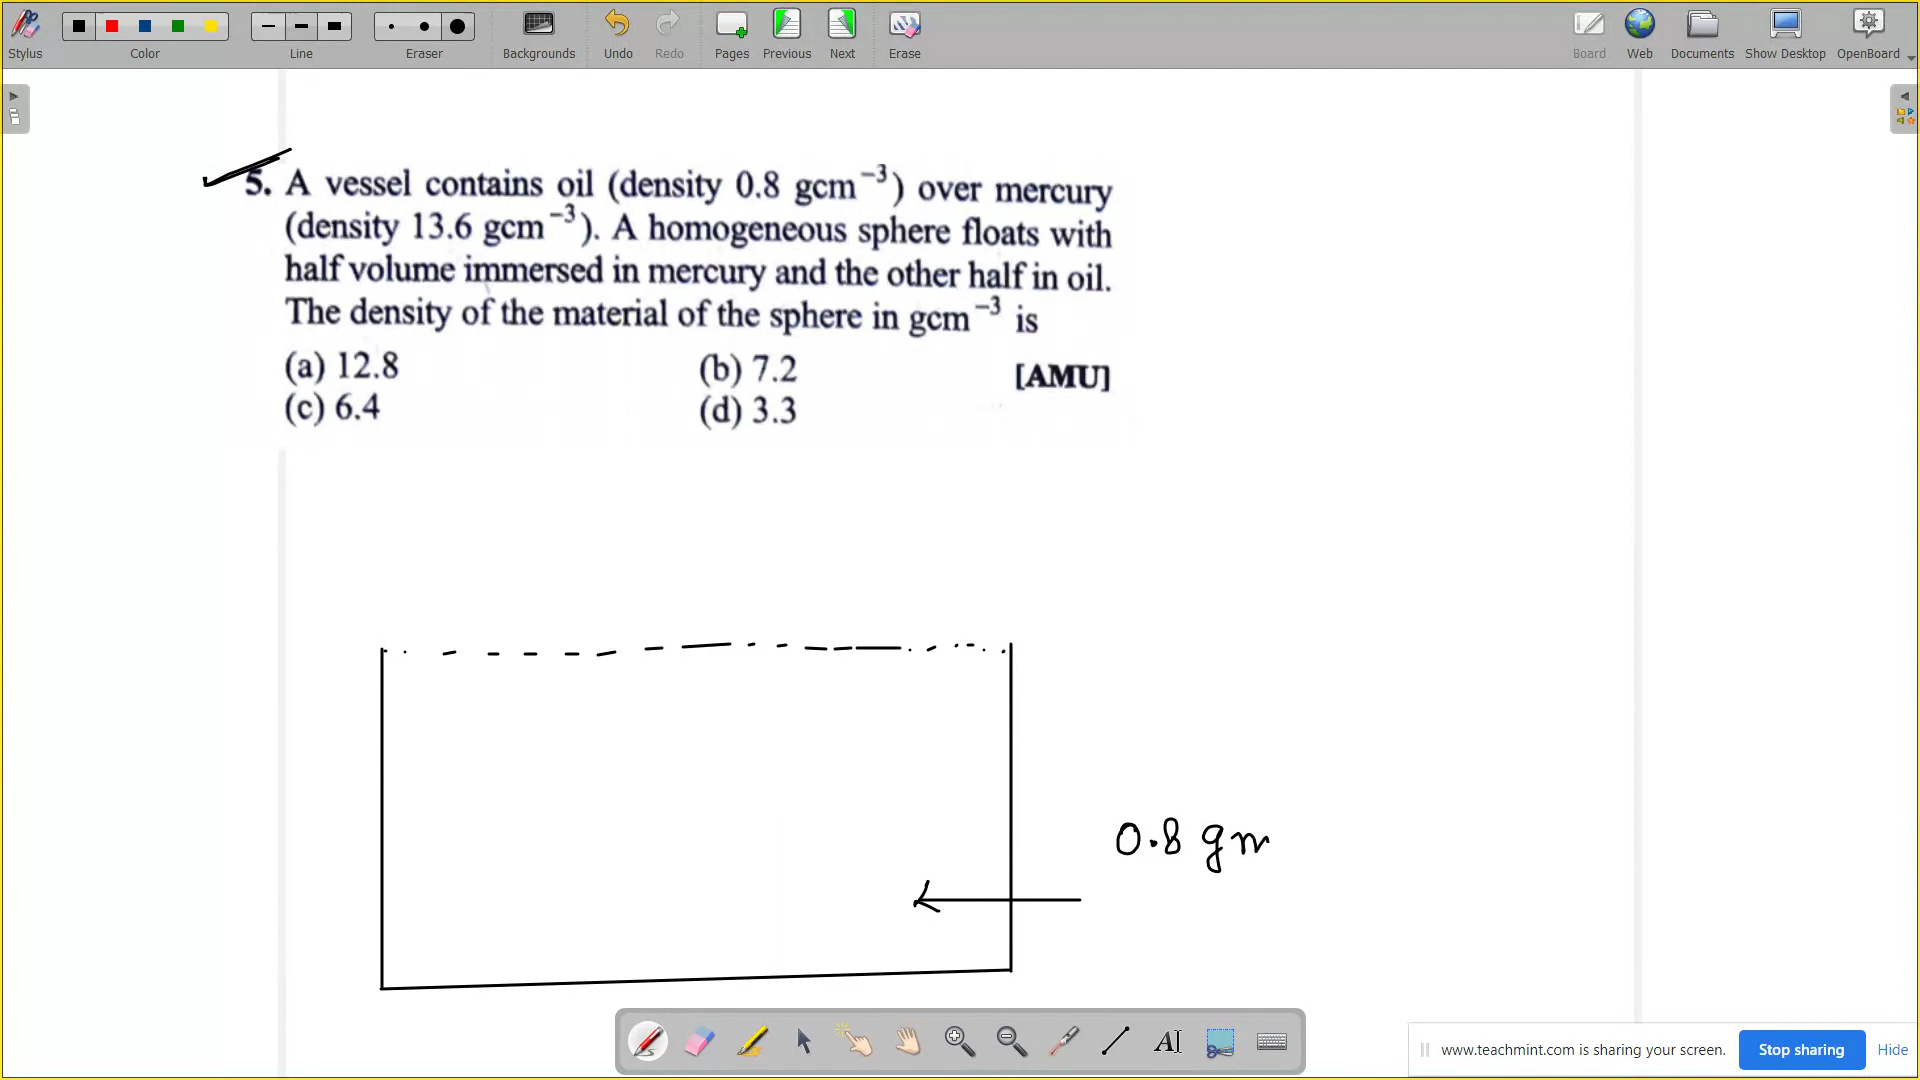 Stylus
Color
Line
Eraser
Backgrounds
Undo
Redo
Pages
Previous
Next
Erase
Board
Web
Documents
Show Desktop
OpenBoard
5. A vessel contains oil (density 0.8 gcm⁻³) over mercury
(density 13.6 gcm⁻³). A homogeneous sphere floats with
half volume immersed in mercury and the other half in oil.
The density of the material of the sphere in gcm⁻³ is
(a) 12.8 (b) 7.2 [AMU]
(c) 6.4 (d) 3.3
0.8 gm
www.teachmint.com is sharing your screen.
Stop sharing
Hide